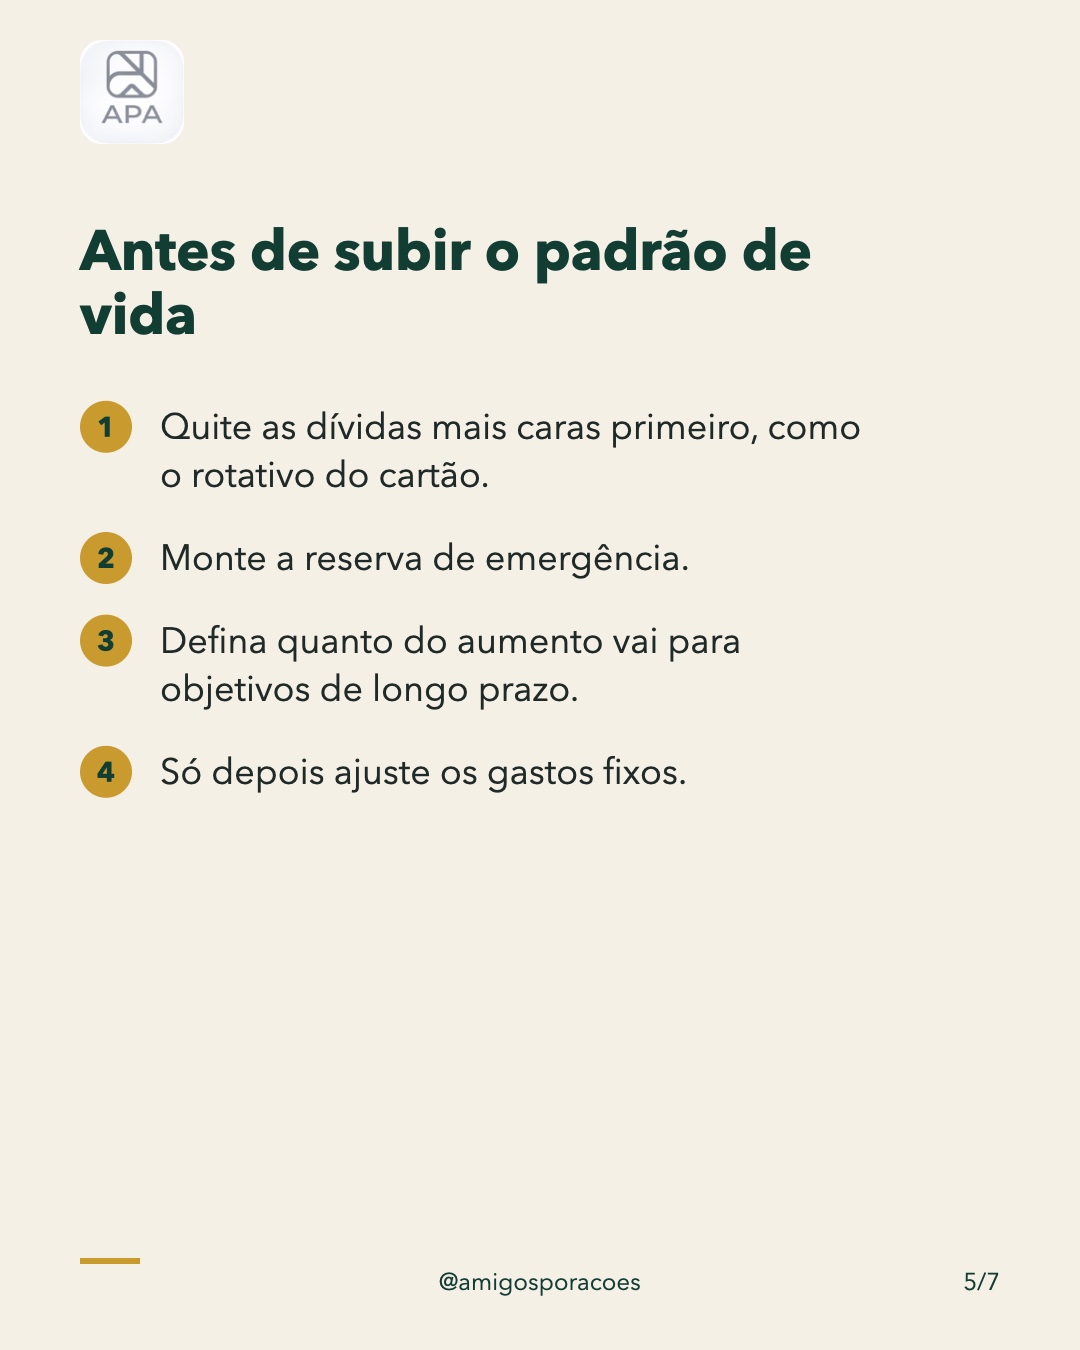 APA
Antes de subir o padrão de
vida
1 Quite as dívidas mais caras primeiro, como
o rotativo do cartão.
2 Monte a reserva de emergência.
3 Defina quanto do aumento vai para
objetivos de longo prazo.
4 Só depois ajuste os gastos fixos.
@amigosporacoes
5/7